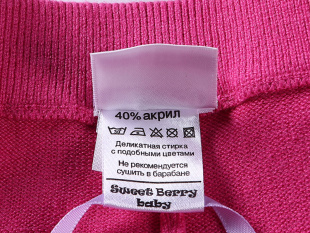 40% акрил
Деликатная стирка
с подобными цветами
Не рекомендуется
сушить в барабане
Sweet Berry
baby